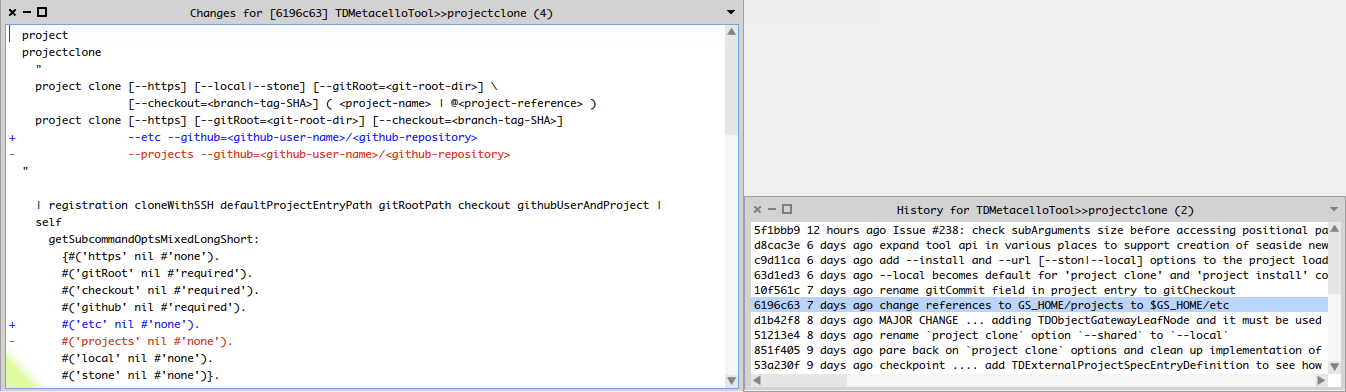 Changes for [6196c63] TDMetacelloTool>>projectclone (4)
project
projectclone
"
project clone [--https] [--local|--stone] [--gitRoot=<git-root-dir>] \
[--checkout=<branch-tag-SHA>] ( <project-name> | @<project-reference> )
project clone [--https] [--gitRoot=<git-root-dir>] [--checkout=<branch-tag-SHA>]
+ --etc --github=<github-user-name>/<github-repository>
- --projects --github=<github-user-name>/<github-repository>
"
| registration cloneWithSSH defaultProjectEntryPath gitRootPath checkout githubUserAndProject |
self
getSubcommandOptsMixedLongShort:
{#('https' nil #'none').
#('gitRoot' nil #'required').
#('checkout' nil #'required').
#('github' nil #'required').
+ #('etc' nil #'none').
- #('projects' nil #'none').
#('local' nil #'none').
#('stone' nil #'none')}.
History for TDMetacelloTool>>projectclone (2)
5f1bbb9 12 hours ago Issue #238: check subArguments size before accessing positional pa
d8cac3e 6 days ago expand tool api in various places to support creation of seaside new
c9d11ca 6 days ago add --install and --url [--ston|--local] options to the project load
63d1ed3 6 days ago --local becomes default for 'project clone' and 'project install' co
10f561c 7 days ago rename gitCommit field in project entry to gitCheckout
6196c63 7 days ago change references to GS_HOME/projects to $GS_HOME/etc
d1b42f8 8 days ago MAJOR CHANGE ... adding TDObjectGatewayLeafNode and it must be used
51213e4 8 days ago rename `project clone` option `--shared` to `--local`
851f405 9 days ago pare back on `project clone` options and clean up implementation of
53a230f 9 days ago checkpoint .... add TDExternalProjectSpecEntryDefinition to see how